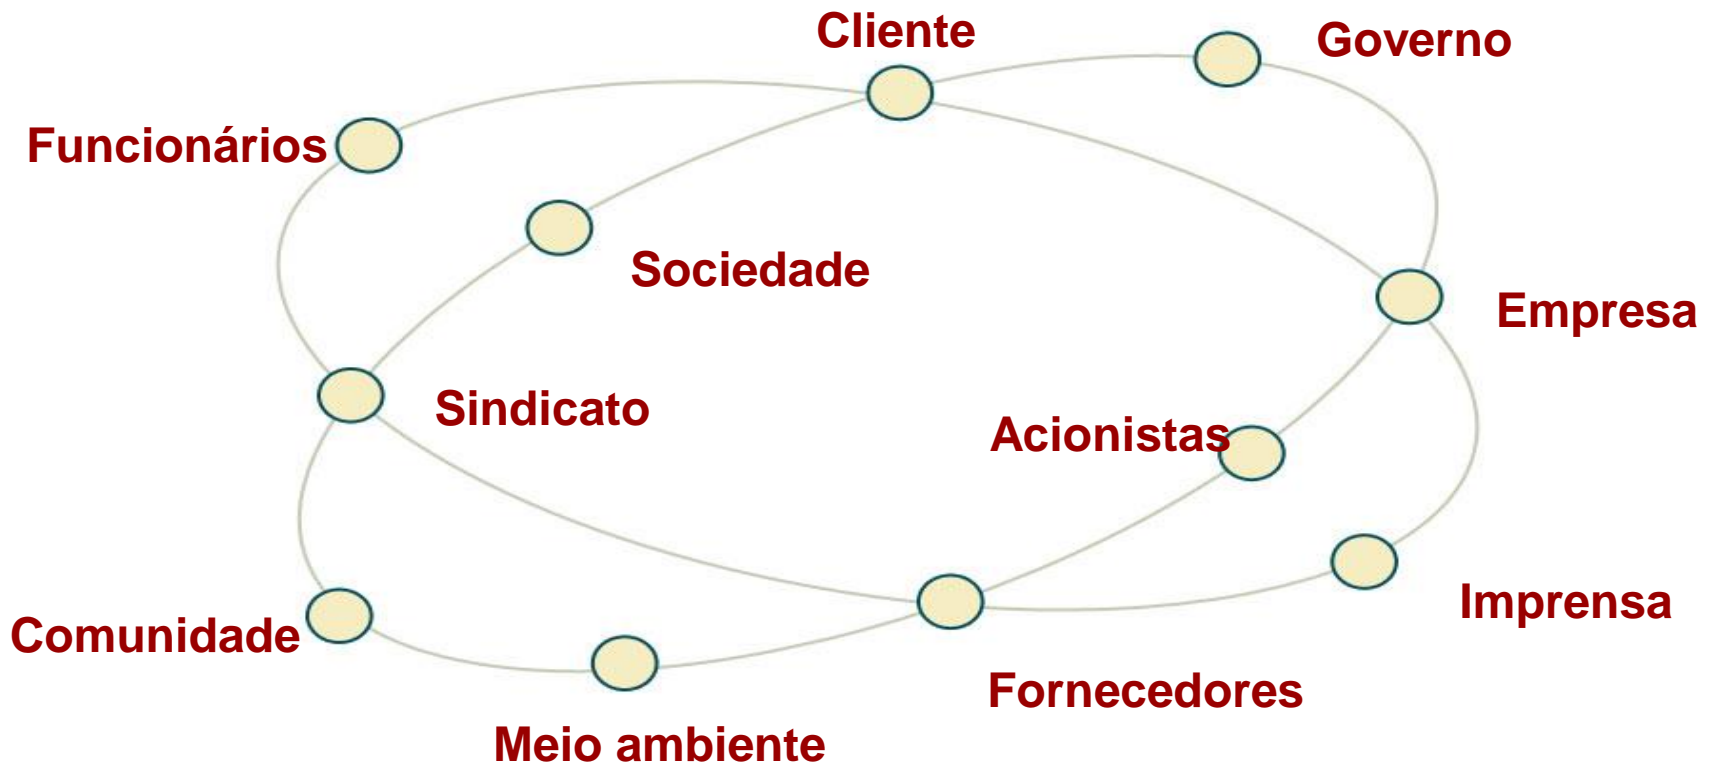 Cliente
Governo
Funcionários
Sociedade
Empresa
Sindicato
Acionistas
Imprensa
Comunidade
Fornecedores
Meio ambiente